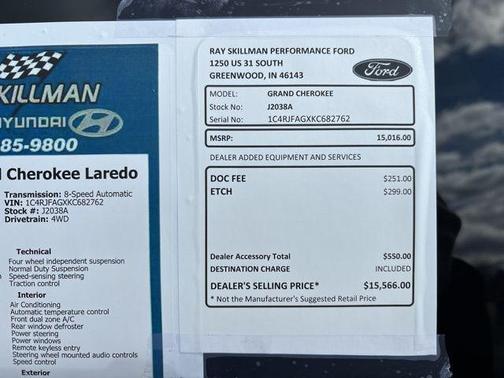 KILLMAN
HYUNDAI
85-9800
Cherokee Laredo
Transmission: 8-Speed Automatic
VIN: 1C4RJFAGXKC682762
Stock #: J2038A
Drivetrain: 4WD
Technical
Four wheel independent suspension
Normal Duty Suspension
Speed-sensing steering
Traction control
Interior
Air Conditioning
Automatic temperature control
Front dual zone A/C
Rear window defroster
Power steering
Power windows
Remote keyless entry
Steering wheel mounted audio controls
Speed control
Exterior
RAY SKILLMAN PERFORMANCE FORD
1250 US 31 SOUTH
GREENWOOD, IN 46143
Ford
MODEL: GRAND CHEROKEE
Stock No: J2038A
Serial No: 1C4RJFAGXKC682762
MSRP: 15,016.00
DEALER ADDED EQUIPMENT AND SERVICES
DOC FEE $251.00
ETCH $299.00
Dealer Accessory Total $550.00
DESTINATION CHARGE INCLUDED
DEALER'S SELLING PRICE* $15,566.00
* Not the Manufacturer's Suggested Retail Price